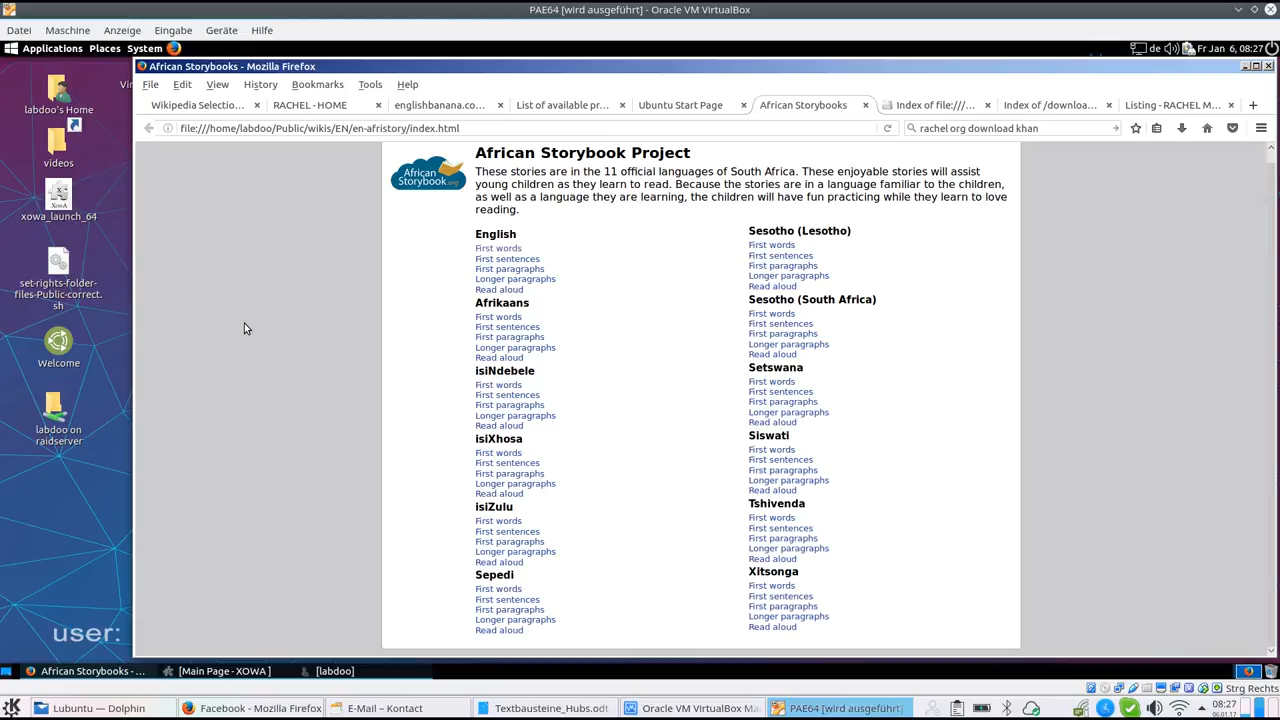 PAE64 [wird ausgeführt] - Oracle VM VirtualBox
Datei Maschine Anzeige Eingabe Geräte Hilfe
Applications Places System de Fr Jan 6, 08:27
African Storybooks - Mozilla Firefox
File Edit View History Bookmarks Tools Help
Wikipedia Selectio... RACHEL - HOME englishbanana.co... List of available pr... Ubuntu Start Page African Storybooks Index of file:///... Index of /downloa... Listing - RACHEL M...
file:///home/labdoo/Public/wikis/EN/en-afristory/index.html rachel org download khan
labdoo's Home
videos
xowa_launch_64
set-rights-folder-
files-Public-correct.
sh
Welcome
labdoo on
raidserver
user:
African
Storybook.org
African Storybook Project
These stories are in the 11 official languages of South Africa. These enjoyable stories will assist
young children as they learn to read. Because the stories are in a language familiar to the children,
as well as a language they are learning, the children will have fun practicing while they learn to love
reading.
English
First words
First sentences
First paragraphs
Longer paragraphs
Read aloud
Afrikaans
First words
First sentences
First paragraphs
Longer paragraphs
Read aloud
isiNdebele
First words
First sentences
First paragraphs
Longer paragraphs
Read aloud
isiXhosa
First words
First sentences
First paragraphs
Longer paragraphs
Read aloud
isiZulu
First words
First sentences
First paragraphs
Longer paragraphs
Read aloud
Sepedi
First words
First sentences
First paragraphs
Longer paragraphs
Read aloud
Sesotho (Lesotho)
First words
First sentences
First paragraphs
Longer paragraphs
Read aloud
Sesotho (South Africa)
First words
First sentences
First paragraphs
Longer paragraphs
Read aloud
Setswana
First words
First sentences
First paragraphs
Longer paragraphs
Read aloud
Siswati
First words
First sentences
First paragraphs
Longer paragraphs
Read aloud
Tshivenda
First words
First sentences
First paragraphs
Longer paragraphs
Read aloud
Xitsonga
First words
First sentences
First paragraphs
Longer paragraphs
Read aloud
African Storybooks - ... [Main Page - XOWA ] [labdoo]
Strg Rechts
Lubuntu — Dolphin Facebook - Mozilla Firefox E-Mail – Kontact Textbausteine_Hubs.odt Oracle VM VirtualBox Ma PAE64 [wird ausgeführt] 08:27
06.01.17